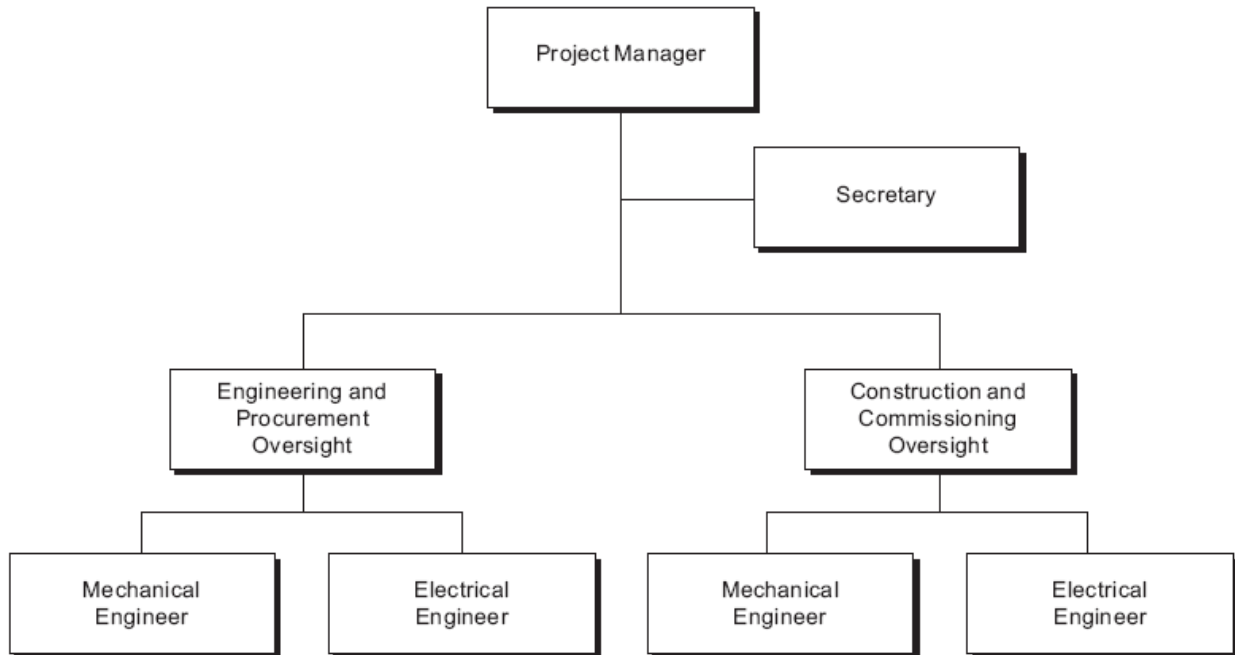 Project Manager
Secretary
Engineering and
Procurement
Oversight
Construction and
Commissioning
Oversight
Mechanical
Engineer
Electrical
Engineer
Mechanical
Engineer
Electrical
Engineer